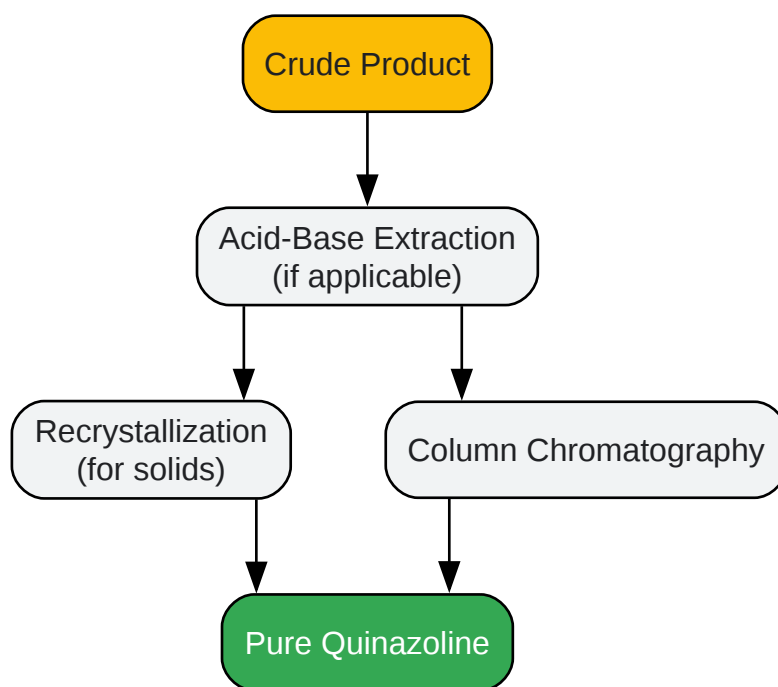 Crude Product
Acid-Base Extraction
(if applicable)
Recrystallization
(for solids)
Column Chromatography
Pure Quinazoline